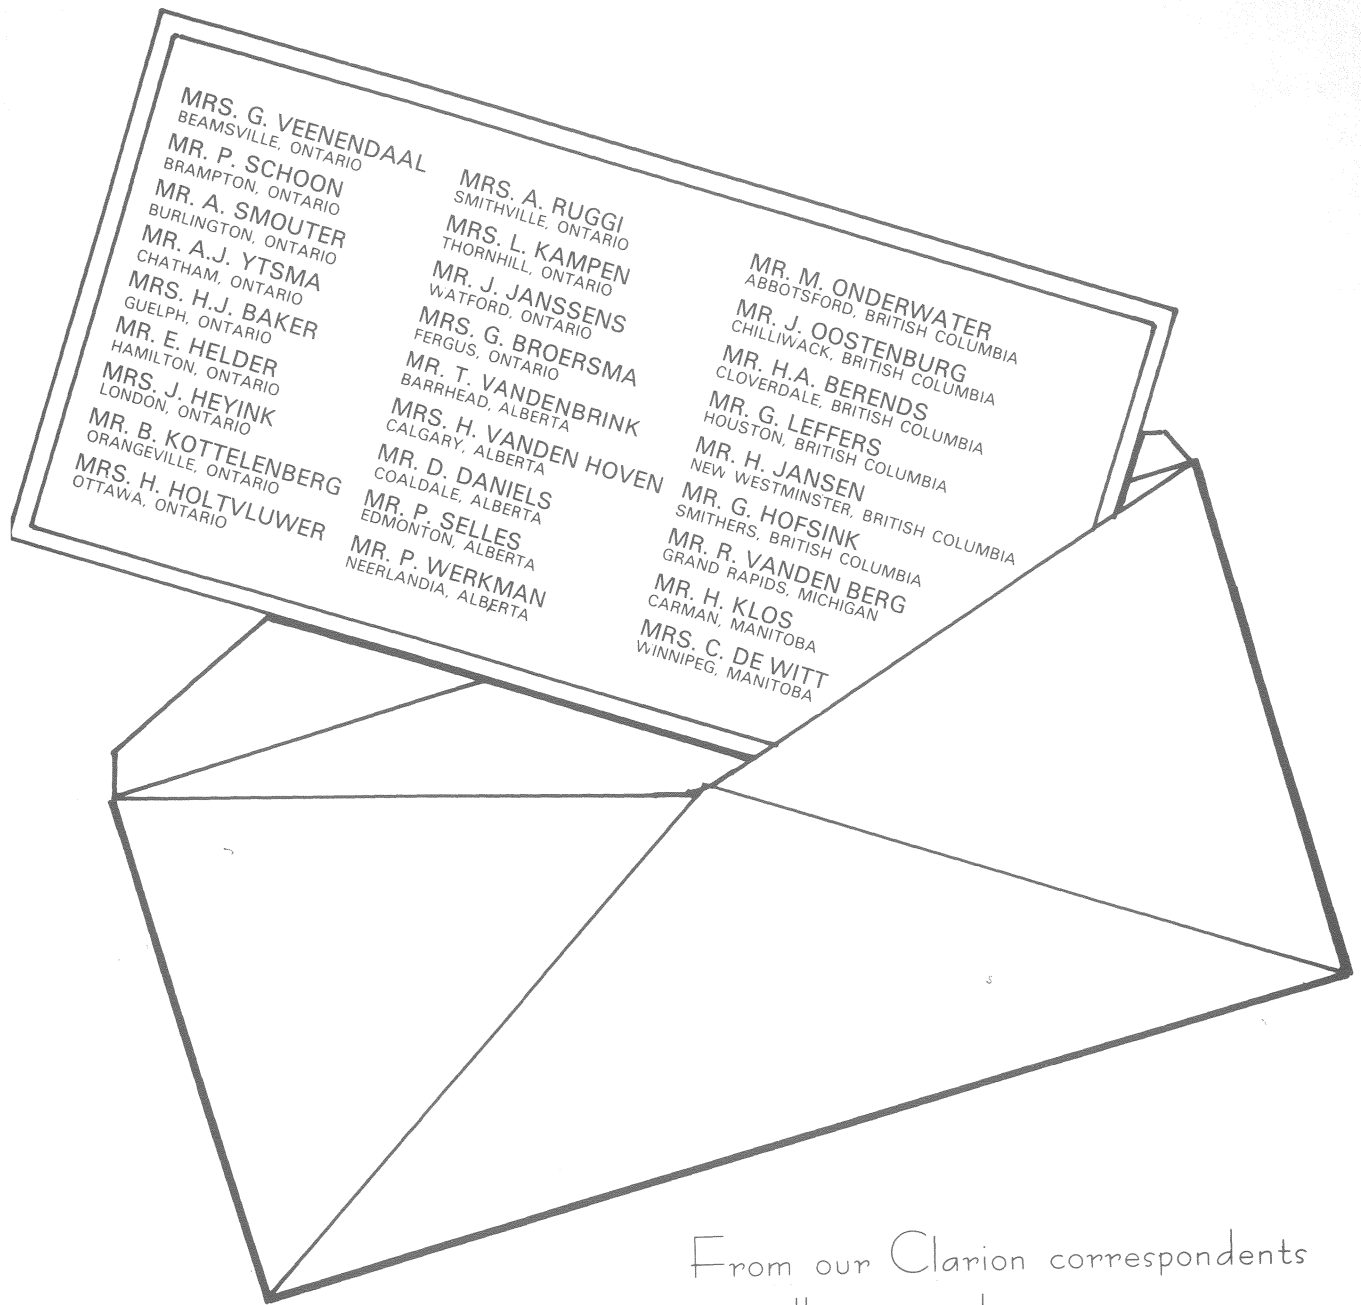 MRS. G. VEENENDAAL
BEAMSVILLE, ONTARIO
MR. P. SCHOON
BRAMPTON, ONTARIO
MR. A. SMOUTER
BURLINGTON, ONTARIO
MR. A.J. YTSMA
CHATHAM, ONTARIO
MRS. H.J. BAKER
GUELPH, ONTARIO
MR. E. HELDER
HAMILTON, ONTARIO
MRS. J. HEYINK
LONDON, ONTARIO
MR. B. KOTTELENBERG
ORANGEVILLE, ONTARIO
MRS. H. HOLTVLUWER
OTTAWA, ONTARIO
MRS. A. RUGGI
SMITHVILLE, ONTARIO
MRS. L. KAMPEN
THORNHILL, ONTARIO
MR. J. JANSSENS
WATFORD, ONTARIO
MRS. G. BROERSMA
FERGUS, ONTARIO
MR. T. VANDENBRINK
BARRHEAD, ALBERTA
MRS. H. VANDEN HOVEN
CALGARY, ALBERTA
MR. D. DANIELS
COALDALE, ALBERTA
MR. P. SELLES
EDMONTON, ALBERTA
MR. P. WERKMAN
NEERLANDIA, ALBERTA
MR. M. ONDERWATER
ABBOTSFORD, BRITISH COLUMBIA
MR. J. OOSTENBURG
CHILLIWACK, BRITISH COLUMBIA
MR. H.A. BERENDS
CLOVERDALE, BRITISH COLUMBIA
MR. G. LEFFERS
HOUSTON, BRITISH COLUMBIA
MR. H. JANSEN
NEW WESTMINSTER, BRITISH COLUMBIA
MR. G. HOFSINK
SMITHERS, BRITISH COLUMBIA
MR. R. VANDEN BERG
GRAND RAPIDS, MICHIGAN
MR. H. KLOS
CARMAN, MANITOBA
MRS. C. DE WITT
WINNIPEG, MANITOBA
From our Clarion correspondents